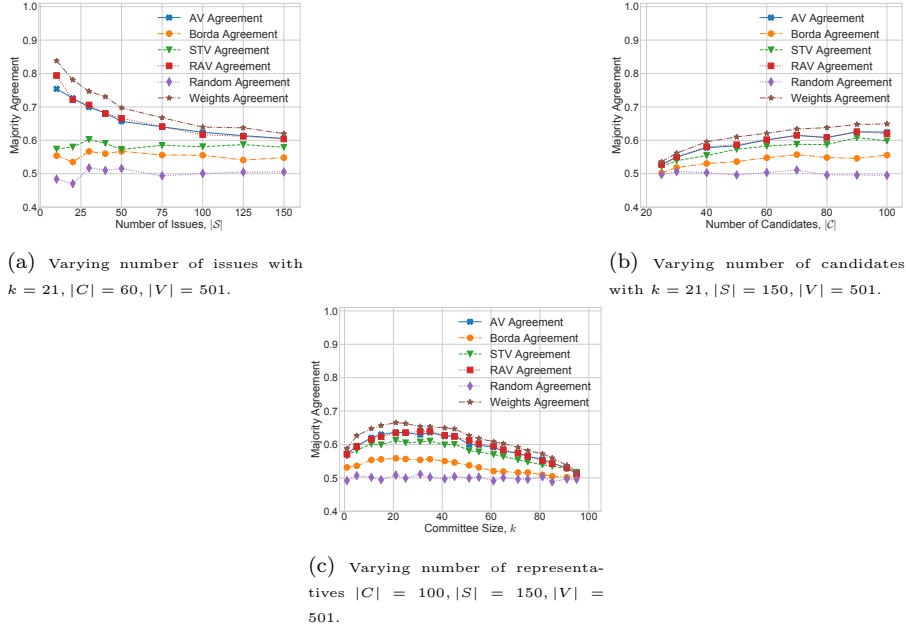 1.0
0.9
0.8
0.7
0.6
0.5
0.4
Majority Agreement
AV Agreement
Borda Agreement
STV Agreement
RAV Agreement
Random Agreement
Weights Agreement
0 25 50 75 100 125 150
Number of Issues, |S|
(a) Varying number of issues with
k = 21, |C| = 60, |V| = 501.
1.0
0.9
0.8
0.7
0.6
0.5
0.4
Majority Agreement
AV Agreement
Borda Agreement
STV Agreement
RAV Agreement
Random Agreement
Weights Agreement
20 40 60 80 100
Number of Candidates, |C|
(b) Varying number of candidates
with k = 21, |S| = 150, |V| = 501.
1.0
0.9
0.8
0.7
0.6
0.5
0.4
Majority Agreement
AV Agreement
Borda Agreement
STV Agreement
RAV Agreement
Random Agreement
Weights Agreement
0 20 40 60 80 100
Committee Size, k
(c) Varying number of representa-
tives |C| = 100, |S| = 150, |V| =
501.